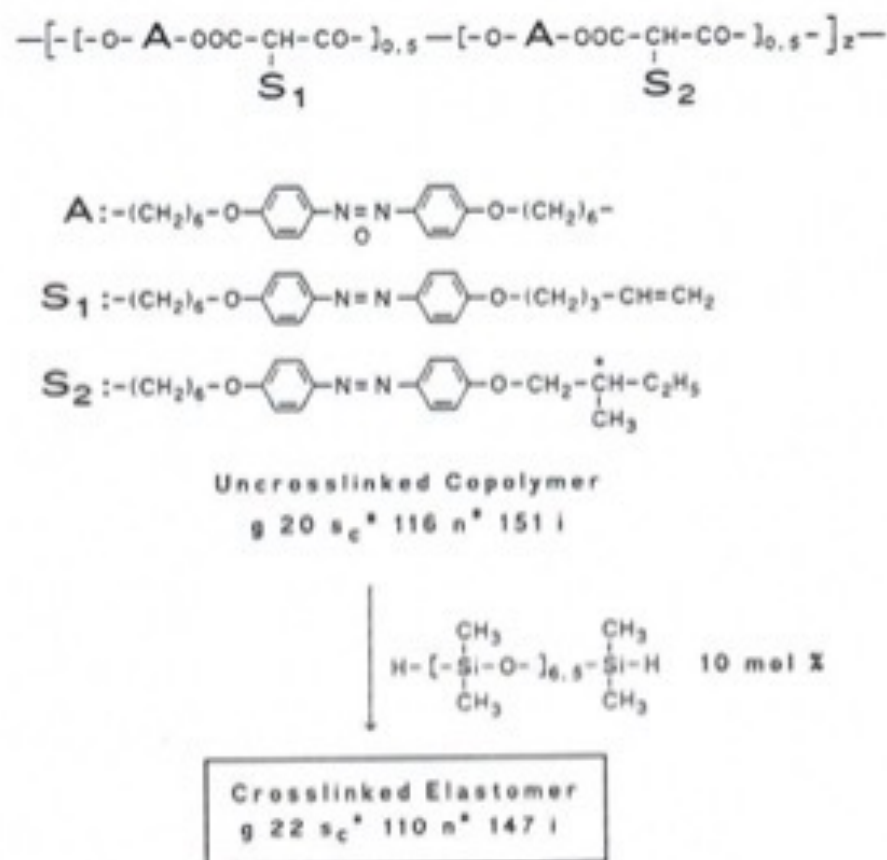 —[-[-O-A-OOC-CH-CO-]0,5—[-O-A-OOC-CH-CO-]0,5-]z—
S1 S2
A:-(CH2)6-O- -N=N- -O-(CH2)6-
O
S1:-(CH2)6-O- -N=N- -O-(CH2)3-CH=CH2
*
S2:-(CH2)6-O- -N=N- -O-CH2-CH-C2H5
CH3
Uncrosslinked Copolymer
g 20 sc* 116 n* 151 i
CH3 CH3
H-[-Si-O-]6,5-Si-H 10 mol %
CH3 CH3
Crosslinked Elastomer
g 22 sc* 110 n* 147 i